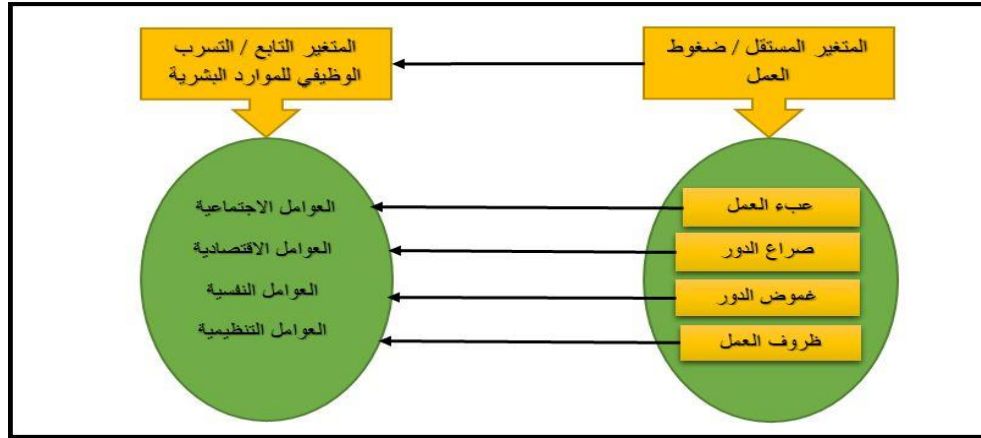 المتغير المستقل / ضغوط
العمل
المتغير التابع / التسرب
الوظيفي للموارد البشرية
عبء العمل
صراع الدور
غموض الدور
ظروف العمل
العوامل الاجتماعية
العوامل الاقتصادية
العوامل النفسية
العوامل التنظيمية